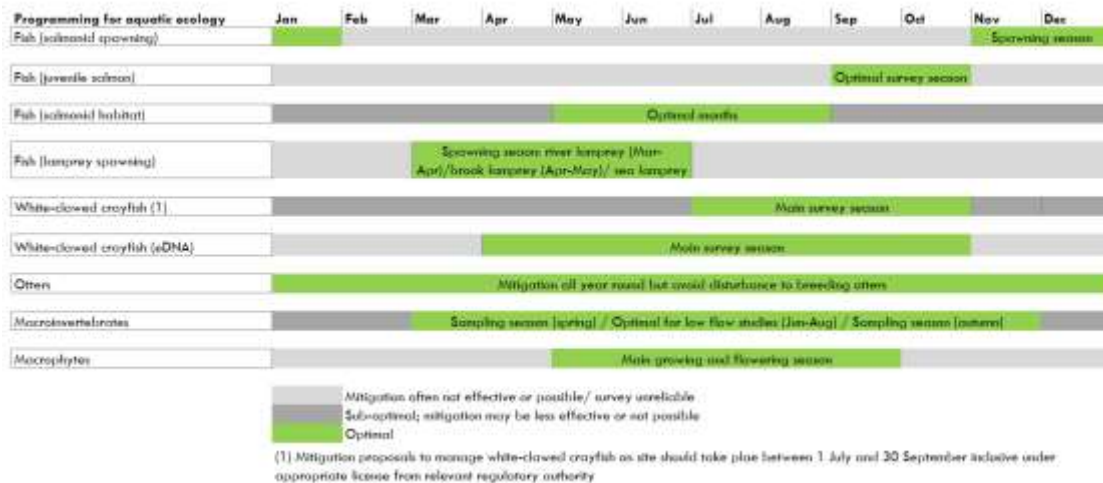 Programming for aquatic ecology Jan Feb Mar Apr May Jun Jul Aug Sep Oct Nov Dec
Fish (salmonid spawning) Spawning season
Fish (juvenile salmon) Optimal survey season
Fish (salmonid habitat) Optimal months
Fish (lamprey spawning) Spawning season river lamprey (Mar-
Apr)/brook lamprey (Apr-May)/ sea lamprey
White-clawed crayfish (1) Main survey season
White-clawed crayfish (eDNA) Main survey season
Otters Mitigation all year round but avoid disturbance to breeding otters
Macroinvertebrates Sampling season (spring) / Optimal for low flow studies (Jun-Aug) / Sampling season (autumn)
Macrophytes Main growing and flowering season
Mitigation often not effective or possible/ survey unreliable
Sub-optimal; mitigation may be less effective or not possible
Optimal
(1) Mitigation proposals to manage white-clawed crayfish on site should take plae between 1 July and 30 September inclusive under
appropriate license from relevant regulatory authority